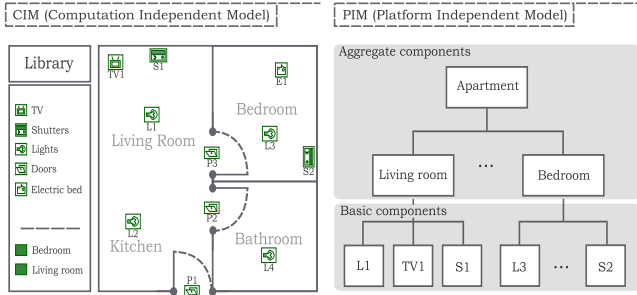 CIM (Computation Independent Model)
Library
TV
Shutters
Lights
Doors
Electric bed
Bedroom
Living room
TV1
S1
E1
L1
Living Room
Bedroom
L3
P3
S2
P2
L2
Kitchen
Bathroom
L4
P1
PIM (Platform Independent Model)
Aggregate components
Apartment
Living room
...
Bedroom
Basic components
L1
TV1
S1
L3
...
S2